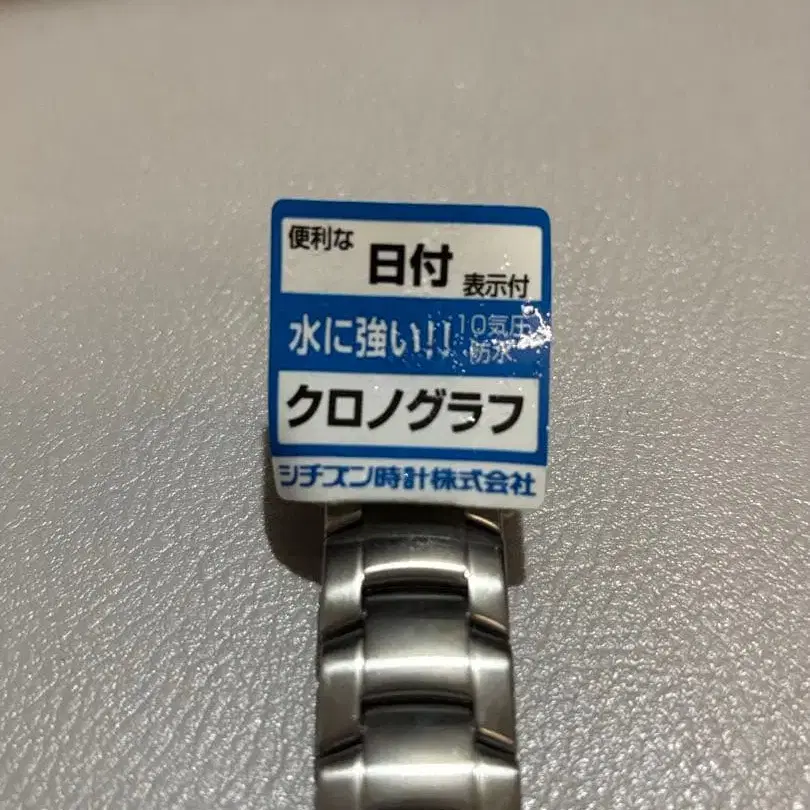 便利な
日付
表示付
水に強い!!
10気圧
防水
クロノグラフ
シチズン時計株式会社